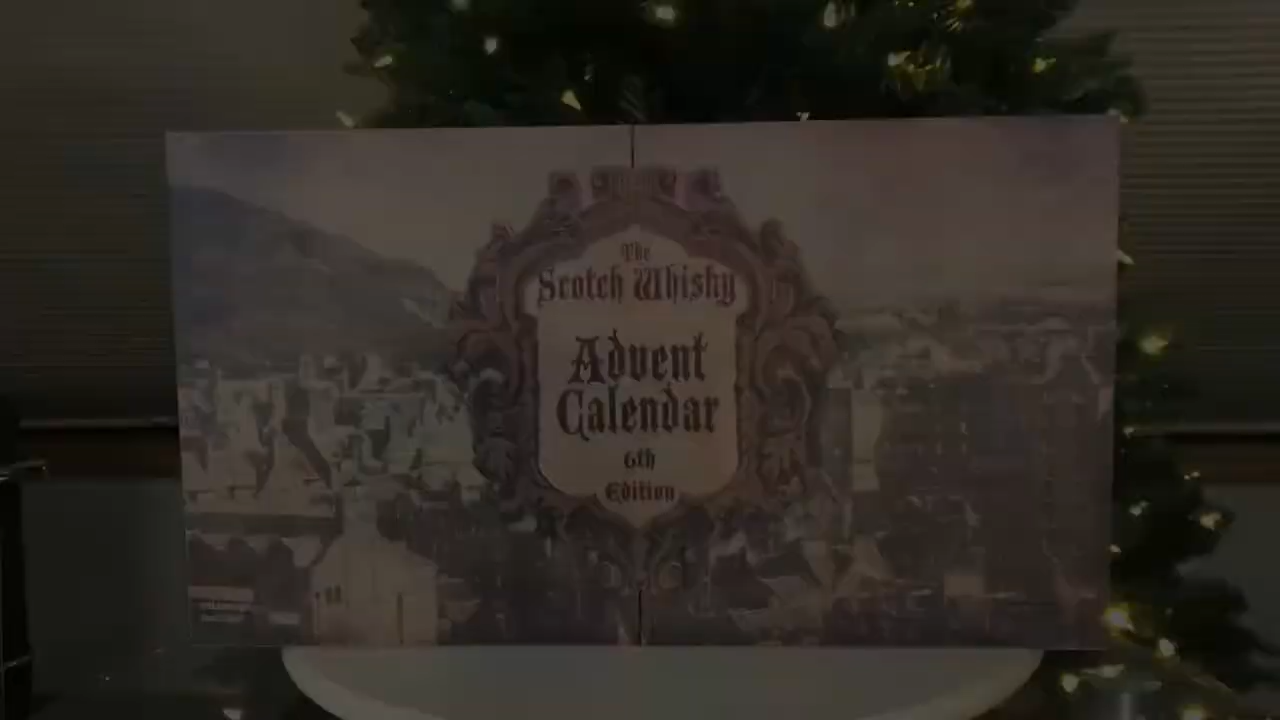 The
Scotch Whisky
Advent
Calendar
6th
Edition